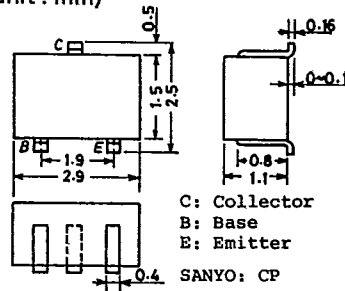 unit: mm)
C
0.5
0.16
1.5
2.5
0~0.1
B
E
1.9
2.9
0.8
1.1
C: Collector
B: Base
E: Emitter
0.4
SANYO: CP